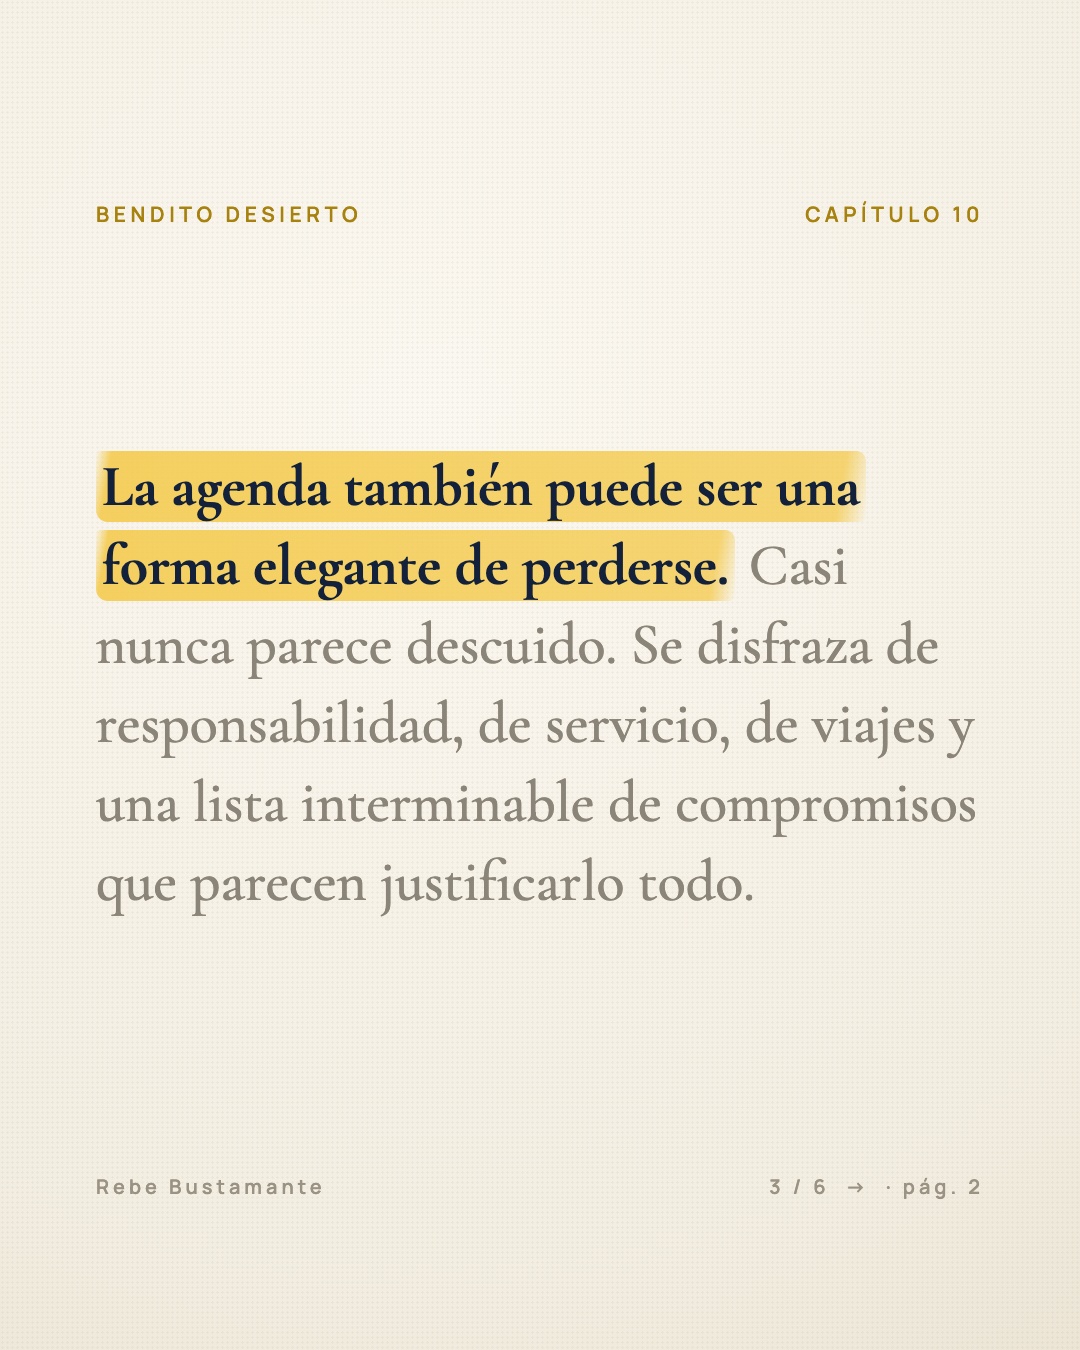 BENDITO DESIERTO
CAPÍTULO 10
La agenda también puede ser una
forma elegante de perderse. Casi
nunca parece descuido. Se disfraza de
responsabilidad, de servicio, de viajes y
una lista interminable de compromisos
que parecen justificarlo todo.
Rebe Bustamante
3 / 6 → · pág. 2